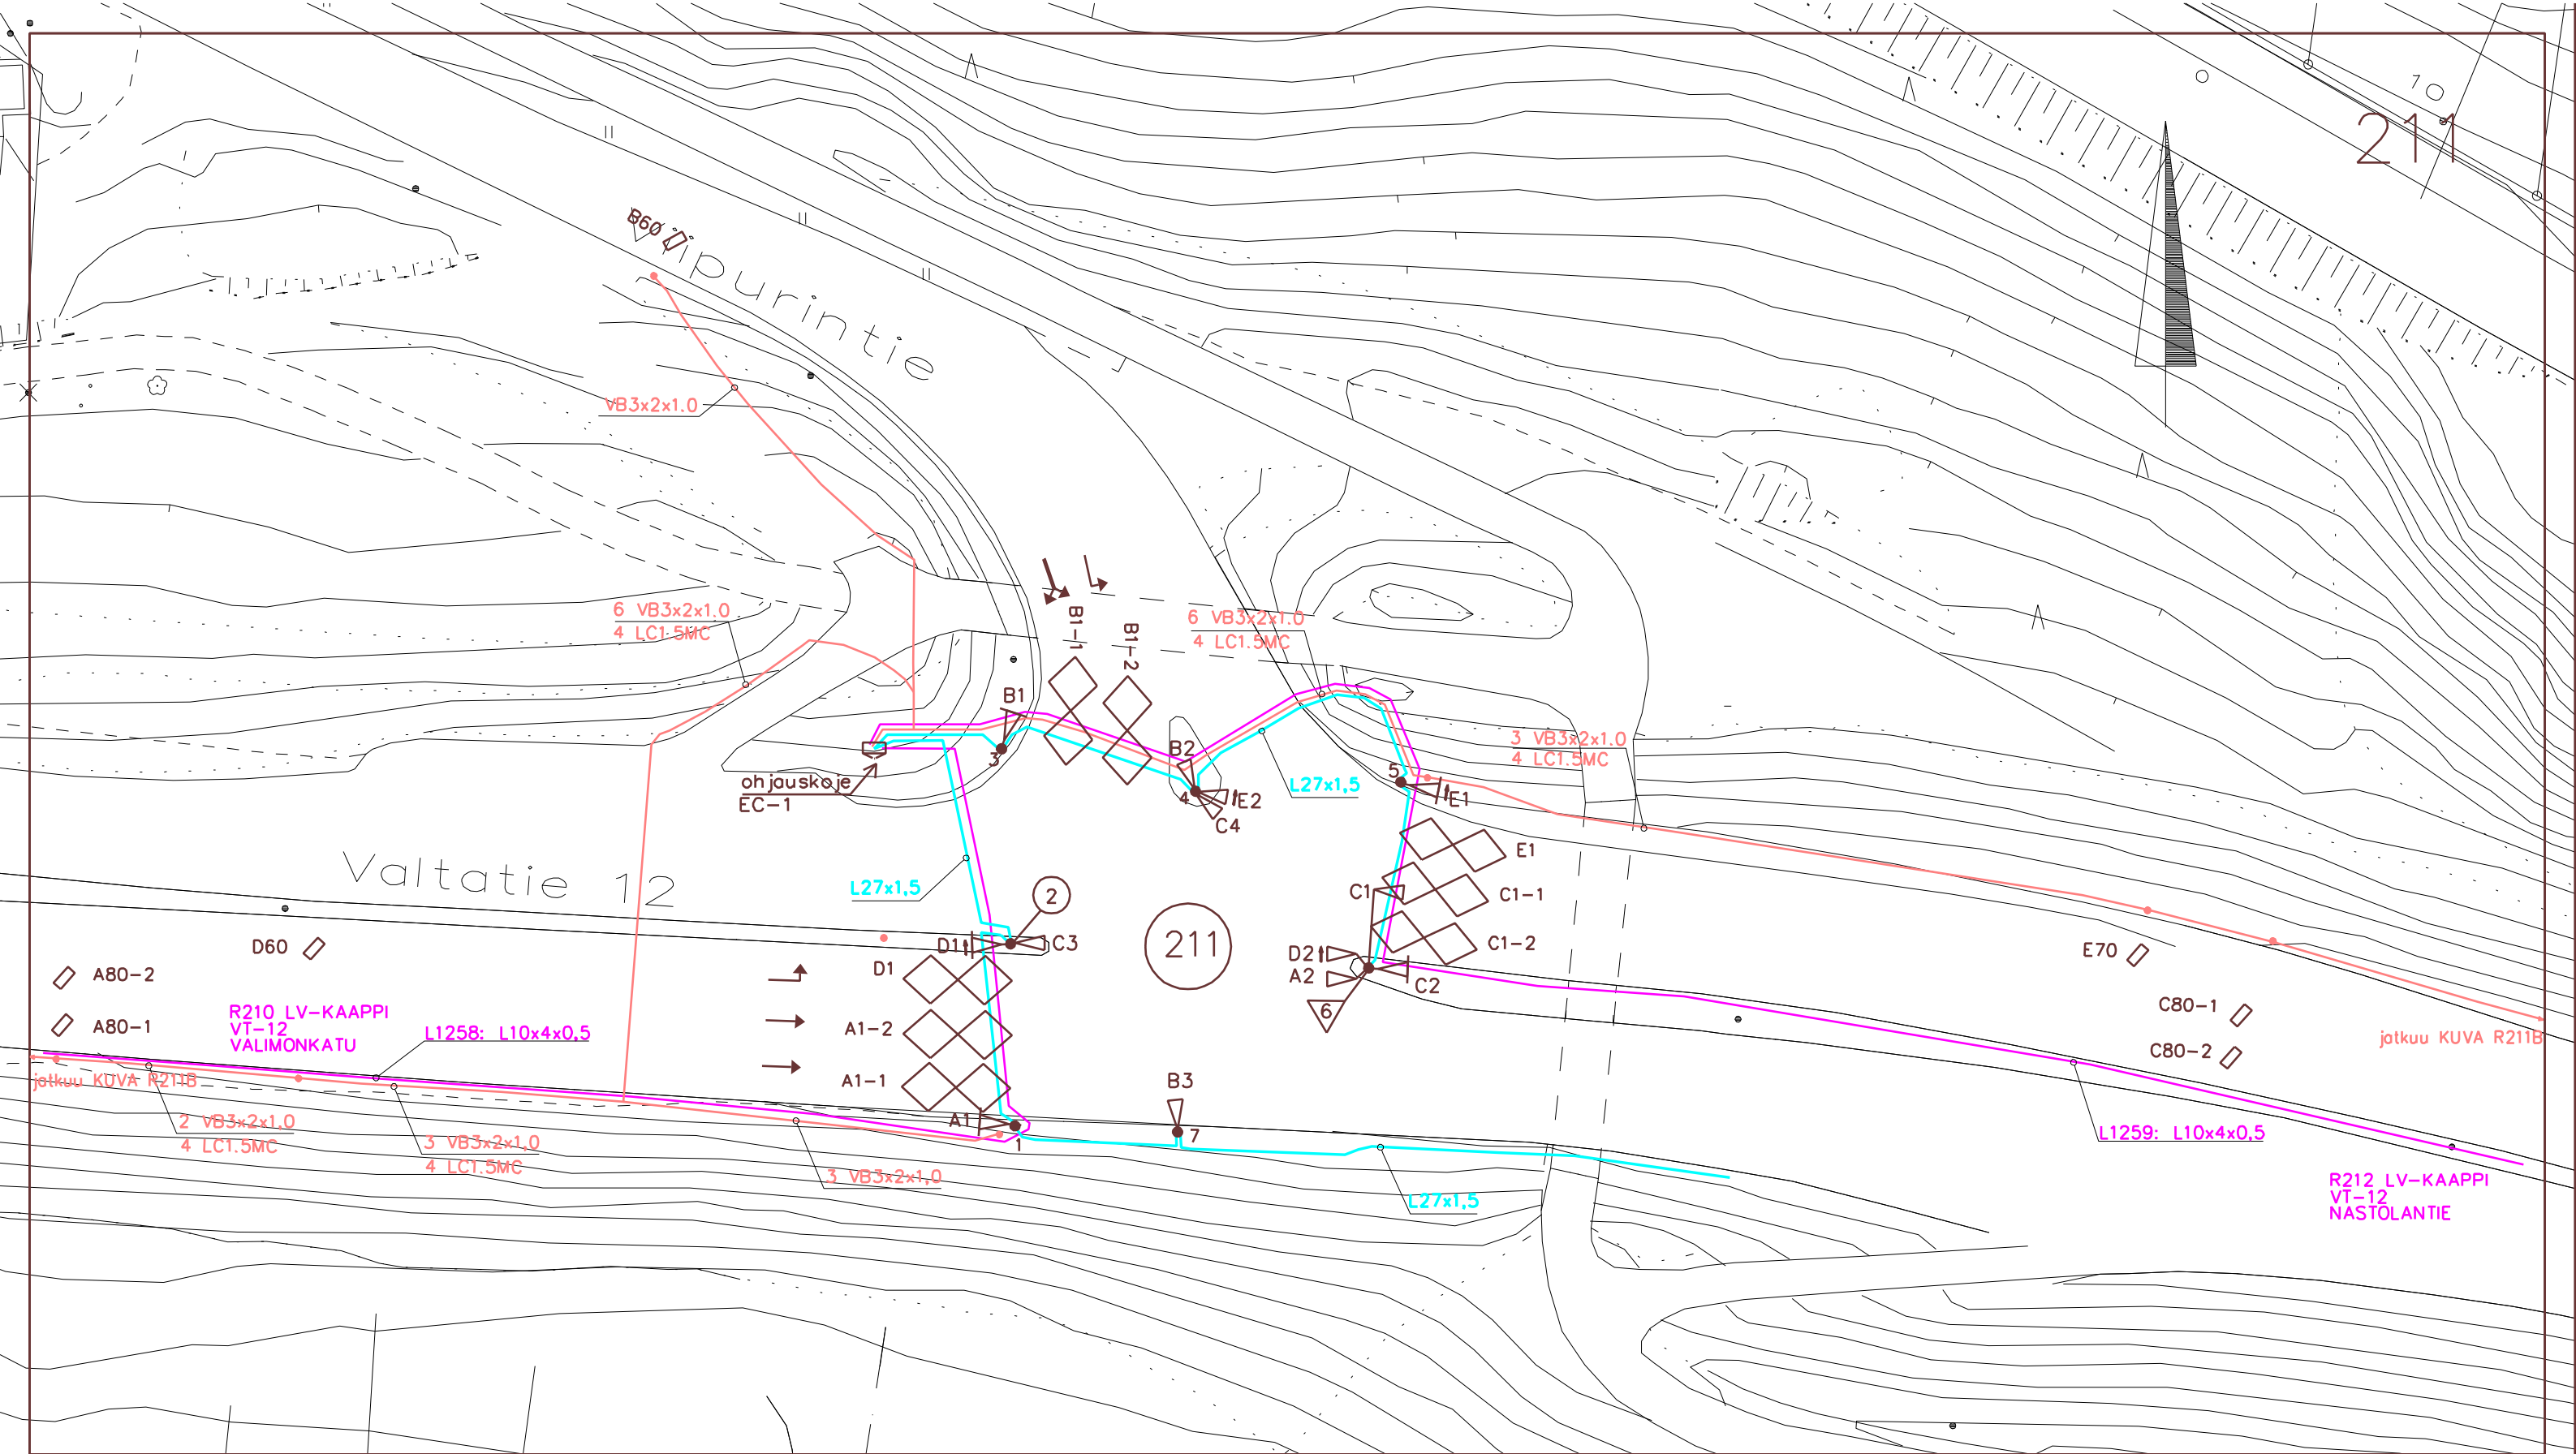 211
B60
VB3x2x1.0
6 VB3x2x1.0
4 LC1.5MC
B1-1
B1-2
6 VB3x2x1.0
4 LC1.5MC
B1
3
B2
4
E2
C4
5
E1
3 VB3x2x1.0
4 LC1.5MC
ohjauskoje
EC-1
L27x1,5
E1
Valtatie 12
L27x1,5
2
C1
C1-1
C1-2
D60
D1
C3
211
D2
A2
C2
6
E70
A80-2
A80-1
D1
A1-2
A1-1
R210 LV-KAAPPI
VT-12
VALIMONKATU
L1258: L10x4x0,5
C80-1
C80-2
jatkuu KUVA R211B
jatkuu KUVA R211B
2 VB3x2x1,0
4 LC1.5MC
3 VB3x2x1,0
4 LC1.5MC
3 VB3x2x1,0
A1
1
B3
7
L27x1,5
L1259: L10x4x0,5
R212 LV-KAAPPI
VT-12
NASTOLANTIE